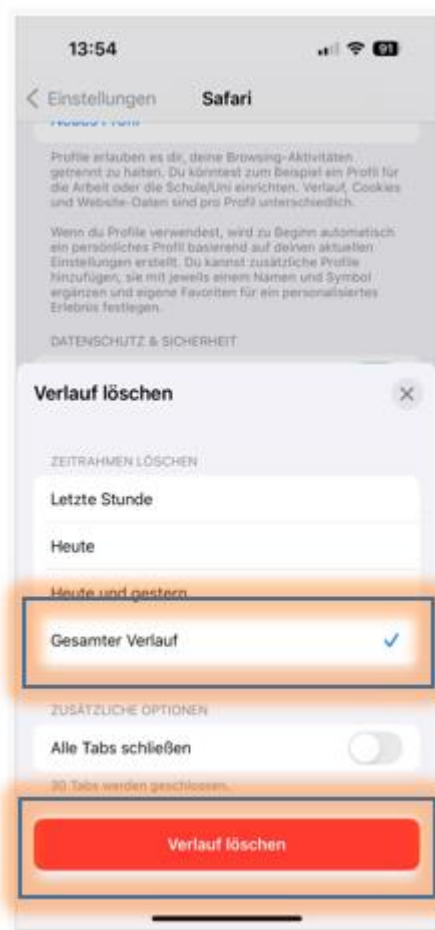 13:54
91
Einstellungen
Safari
Neues Profil
Profile erlauben es dir, deine Browsing-Aktivitäten
getrennt zu halten. Du könntest zum Beispiel ein Profil für
die Arbeit oder die Schule/Uni einrichten. Verlauf, Cookies
und Website-Daten sind pro Profil unterschiedlich.
Wenn du Profile verwendest, wird zu Beginn automatisch
ein persönliches Profil basierend auf deinen aktuellen
Einstellungen erstellt. Du kannst zusätzliche Profile
hinzufügen, sie mit jeweils einem Namen und Symbol
ergänzen und eigene Favoriten für ein personalisiertes
Erlebnis festlegen.
DATENSCHUTZ & SICHERHEIT
Verlauf löschen
ZEITRAHMEN LÖSCHEN
Letzte Stunde
Heute
Heute und gestern
Gesamter Verlauf
ZUSÄTZLICHE OPTIONEN
Alle Tabs schließen
30 Tabs werden geschlossen.
Verlauf löschen